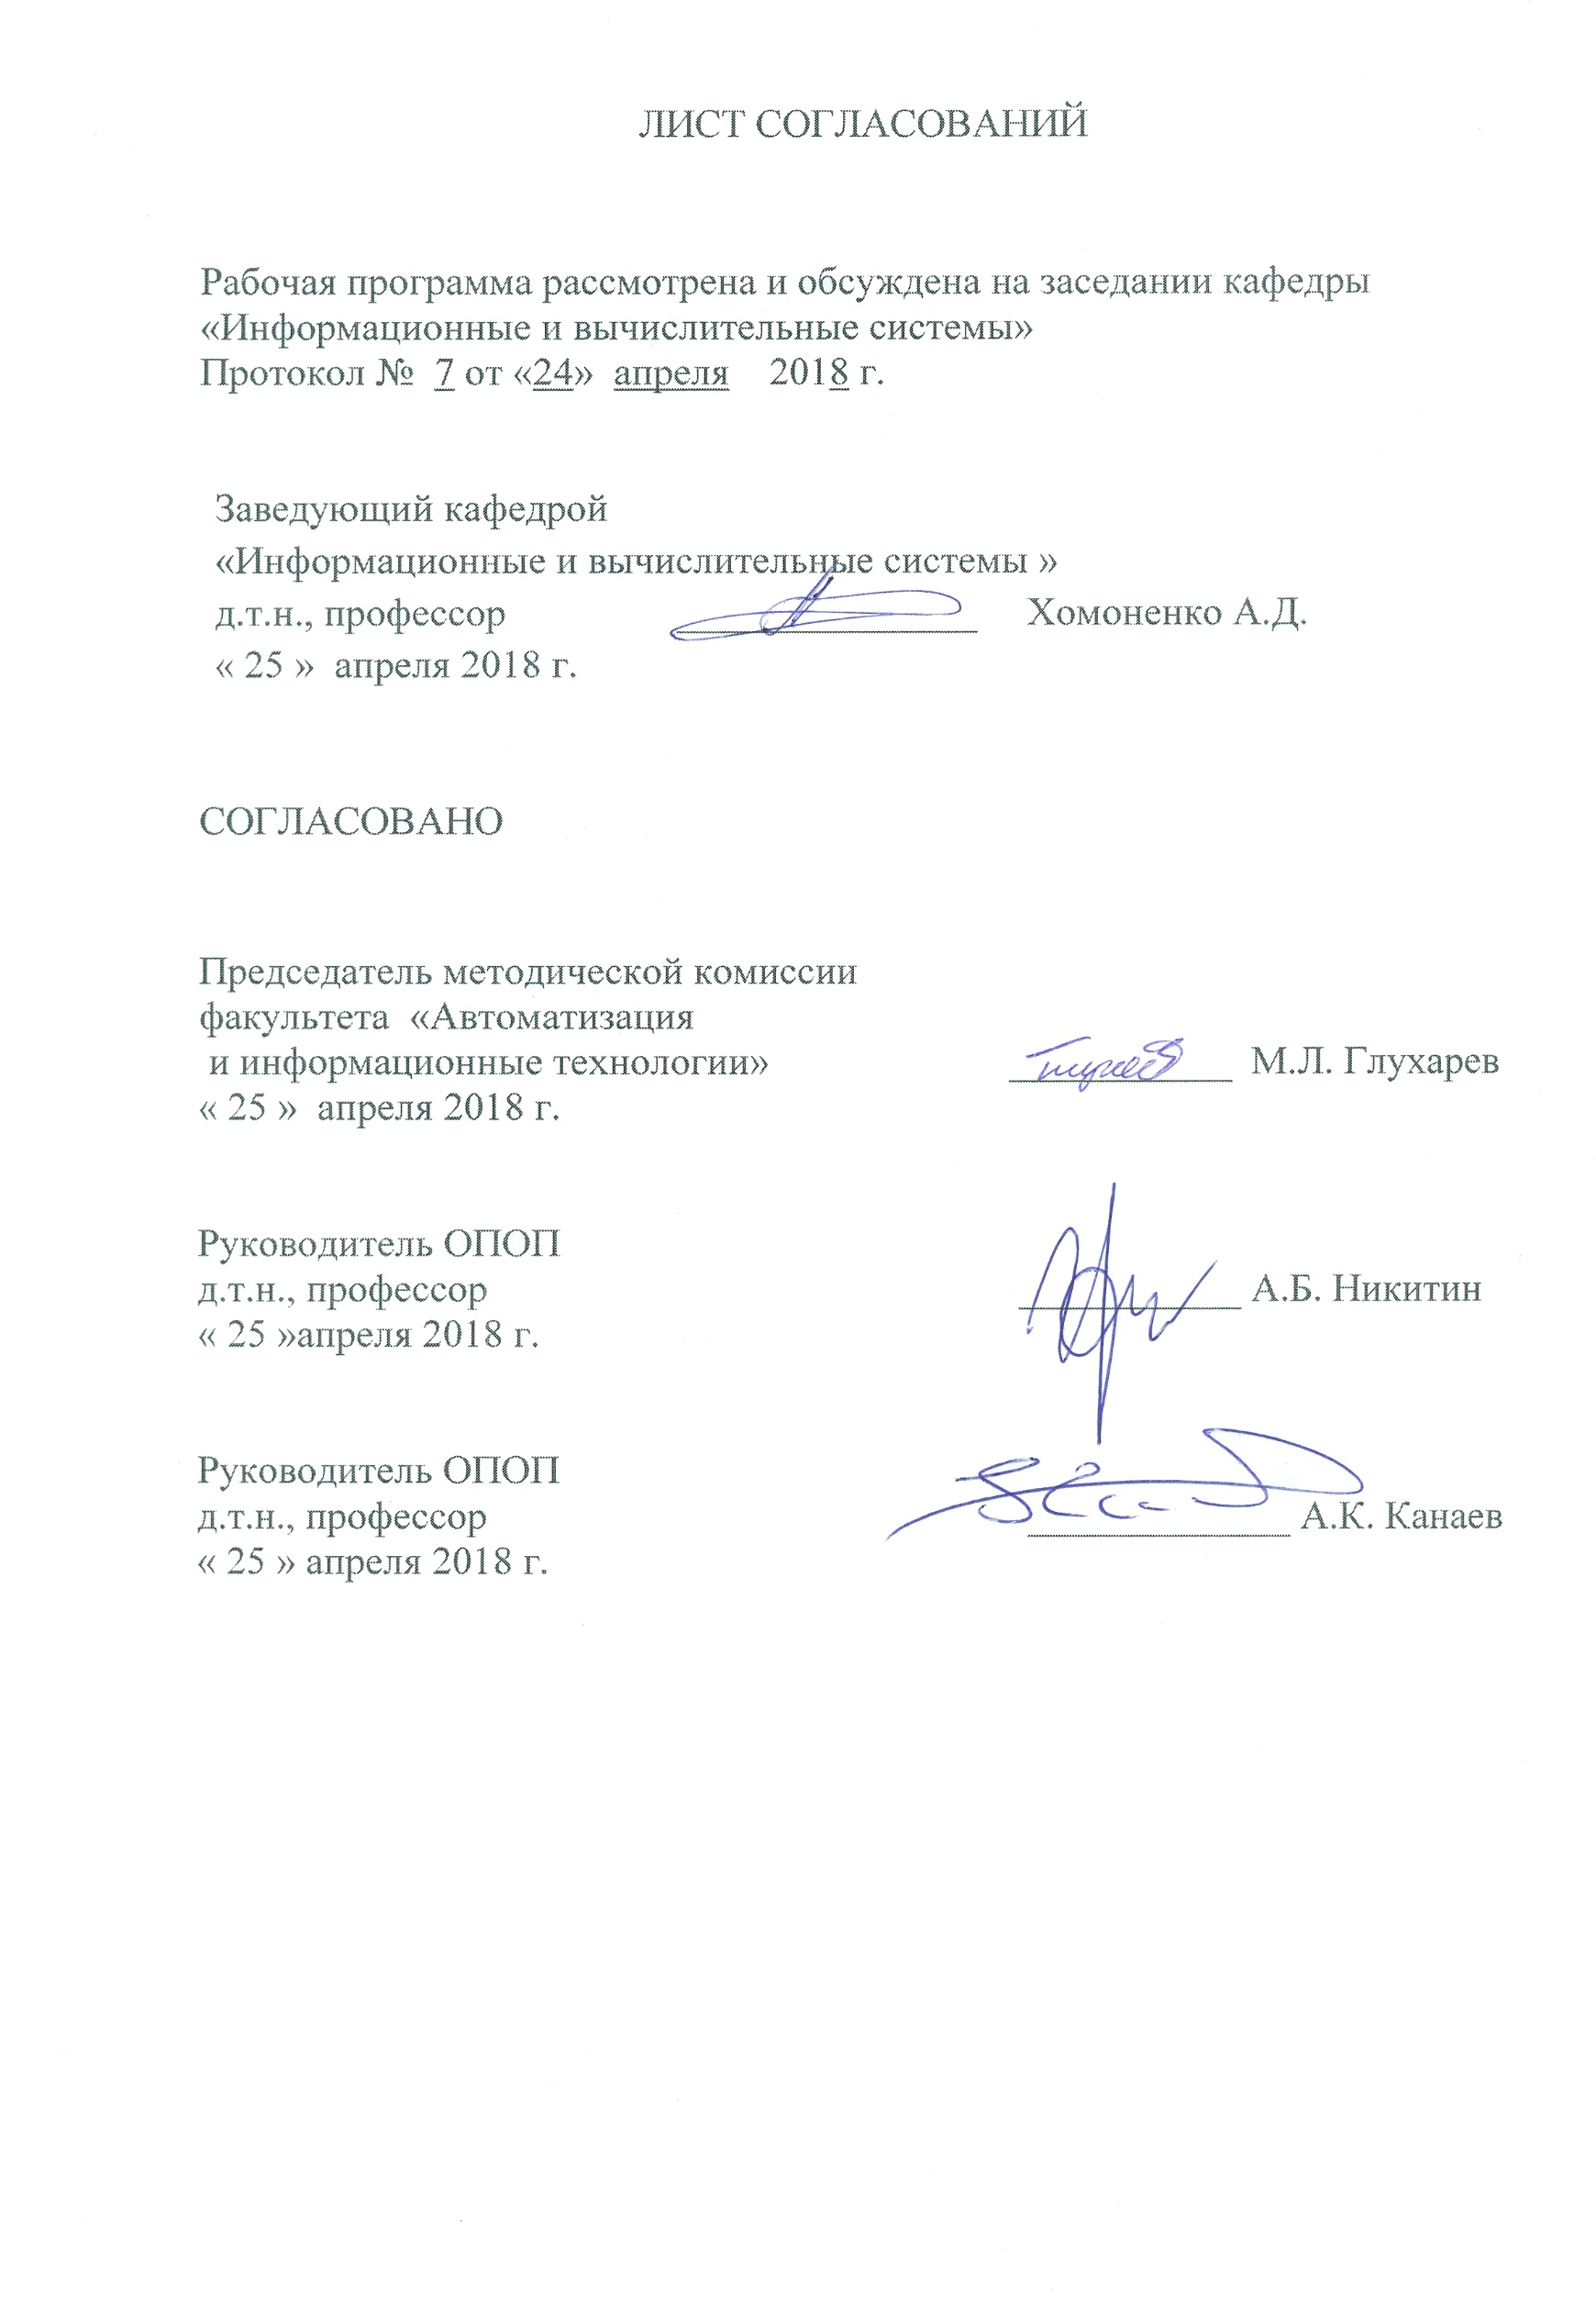 ЛИСТ СОГЛАСОВАНИЙ
Рабочая программа рассмотрена и обсуждена на заседании кафедры
«Информационные и вычислительные системы»
Протокол № 7 от «24» апреля 2018 г.
Заведующий кафедрой
«Информационные и вычислительные системы »
д.т.н., профессор Хомоненко А.Д.
« 25 » апреля 2018 г.
СОГЛАСОВАНО
Председатель методической комиссии
факультета «Автоматизация
и информационные технологии» М.Л. Глухарев
« 25 » апреля 2018 г.
Руководитель ОПОП
д.т.н., профессор А.Б. Никитин
« 25 »апреля 2018 г.
Руководитель ОПОП
д.т.н., профессор А.К. Канаев
« 25 » апреля 2018 г.